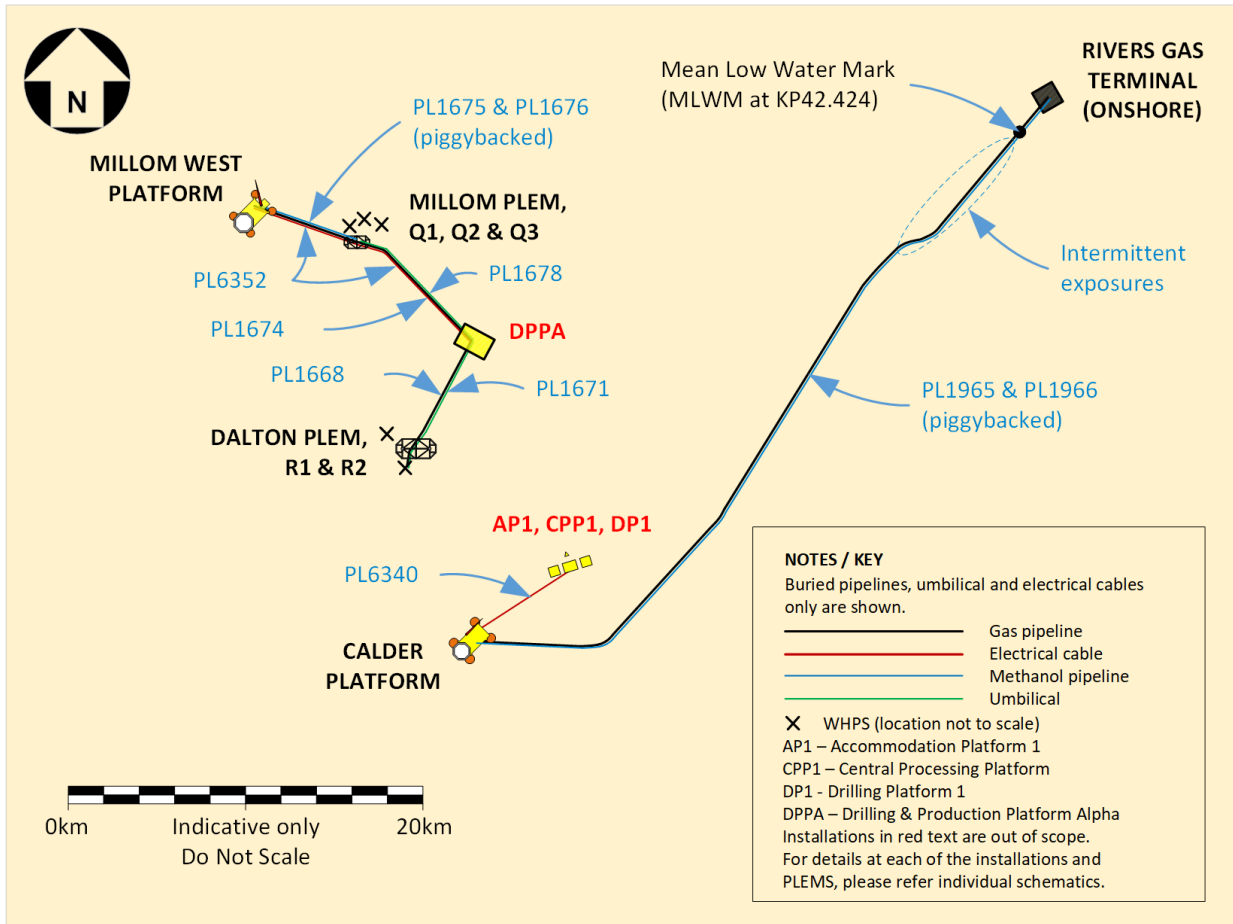 N
RIVERS GAS
TERMINAL
(ONSHORE)
Mean Low Water Mark
(MLWM at KP42.424)
PL1675 & PL1676
(piggybacked)
MILLOM WEST
PLATFORM
MILLOM PLEM,
Q1, Q2 & Q3
PL6352
PL1678
Intermittent
exposures
PL1674
DPPA
PL1668
PL1671
PL1965 & PL1966
(piggybacked)
DALTON PLEM,
R1 & R2
AP1, CPP1, DP1
PL6340
CALDER
PLATFORM
NOTES / KEY
Buried pipelines, umbilical and electrical cables
only are shown.
Gas pipeline
Electrical cable
Methanol pipeline
Umbilical
WHPS (location not to scale)
AP1 – Accommodation Platform 1
CPP1 – Central Processing Platform
DP1 - Drilling Platform 1
DPPA – Drilling & Production Platform Alpha
Installations in red text are out of scope.
For details at each of the installations and
PLEMS, please refer individual schematics.
0km Indicative only 20km
Do Not Scale